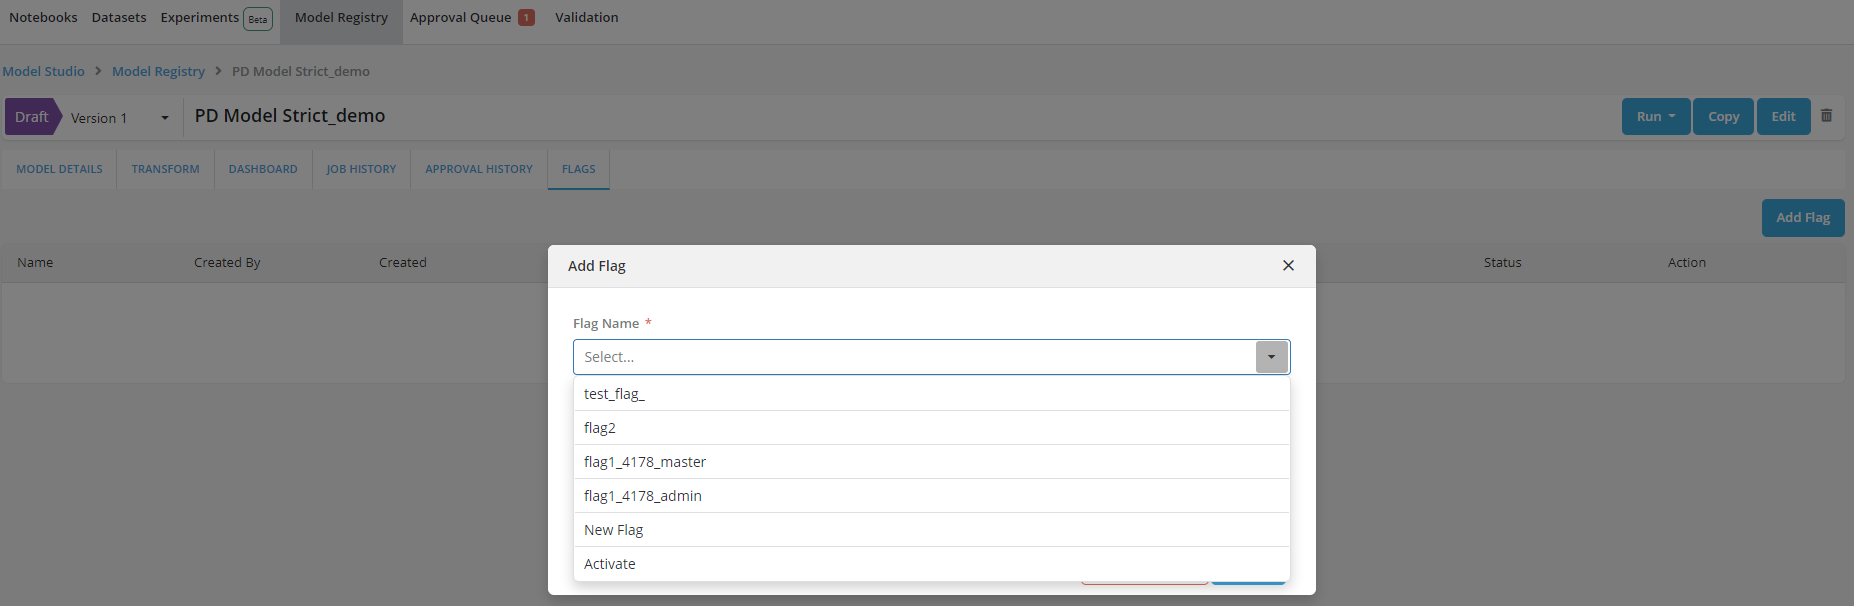 Notebooks Datasets Experiments Beta Model Registry Approval Queue 1 Validation
Model Studio > Model Registry > PD Model Strict_demo
Draft Version 1 PD Model Strict_demo Run Copy Edit
MODEL DETAILS TRANSFORM DASHBOARD JOB HISTORY APPROVAL HISTORY FLAGS
Add Flag
Name Created By Created Status Action
Add Flag
Flag Name *
Select...
test_flag_
flag2
flag1_4178_master
flag1_4178_admin
New Flag
Activate